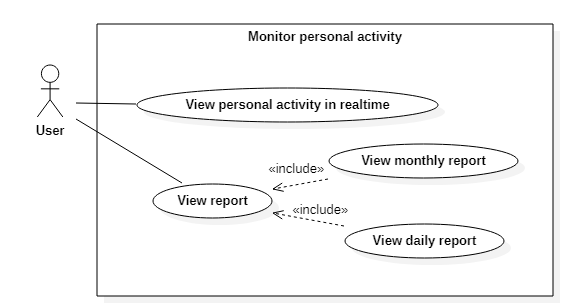 Monitor personal activity
View personal activity in realtime
User
View monthly report
«include»
View report
«include»
View daily report